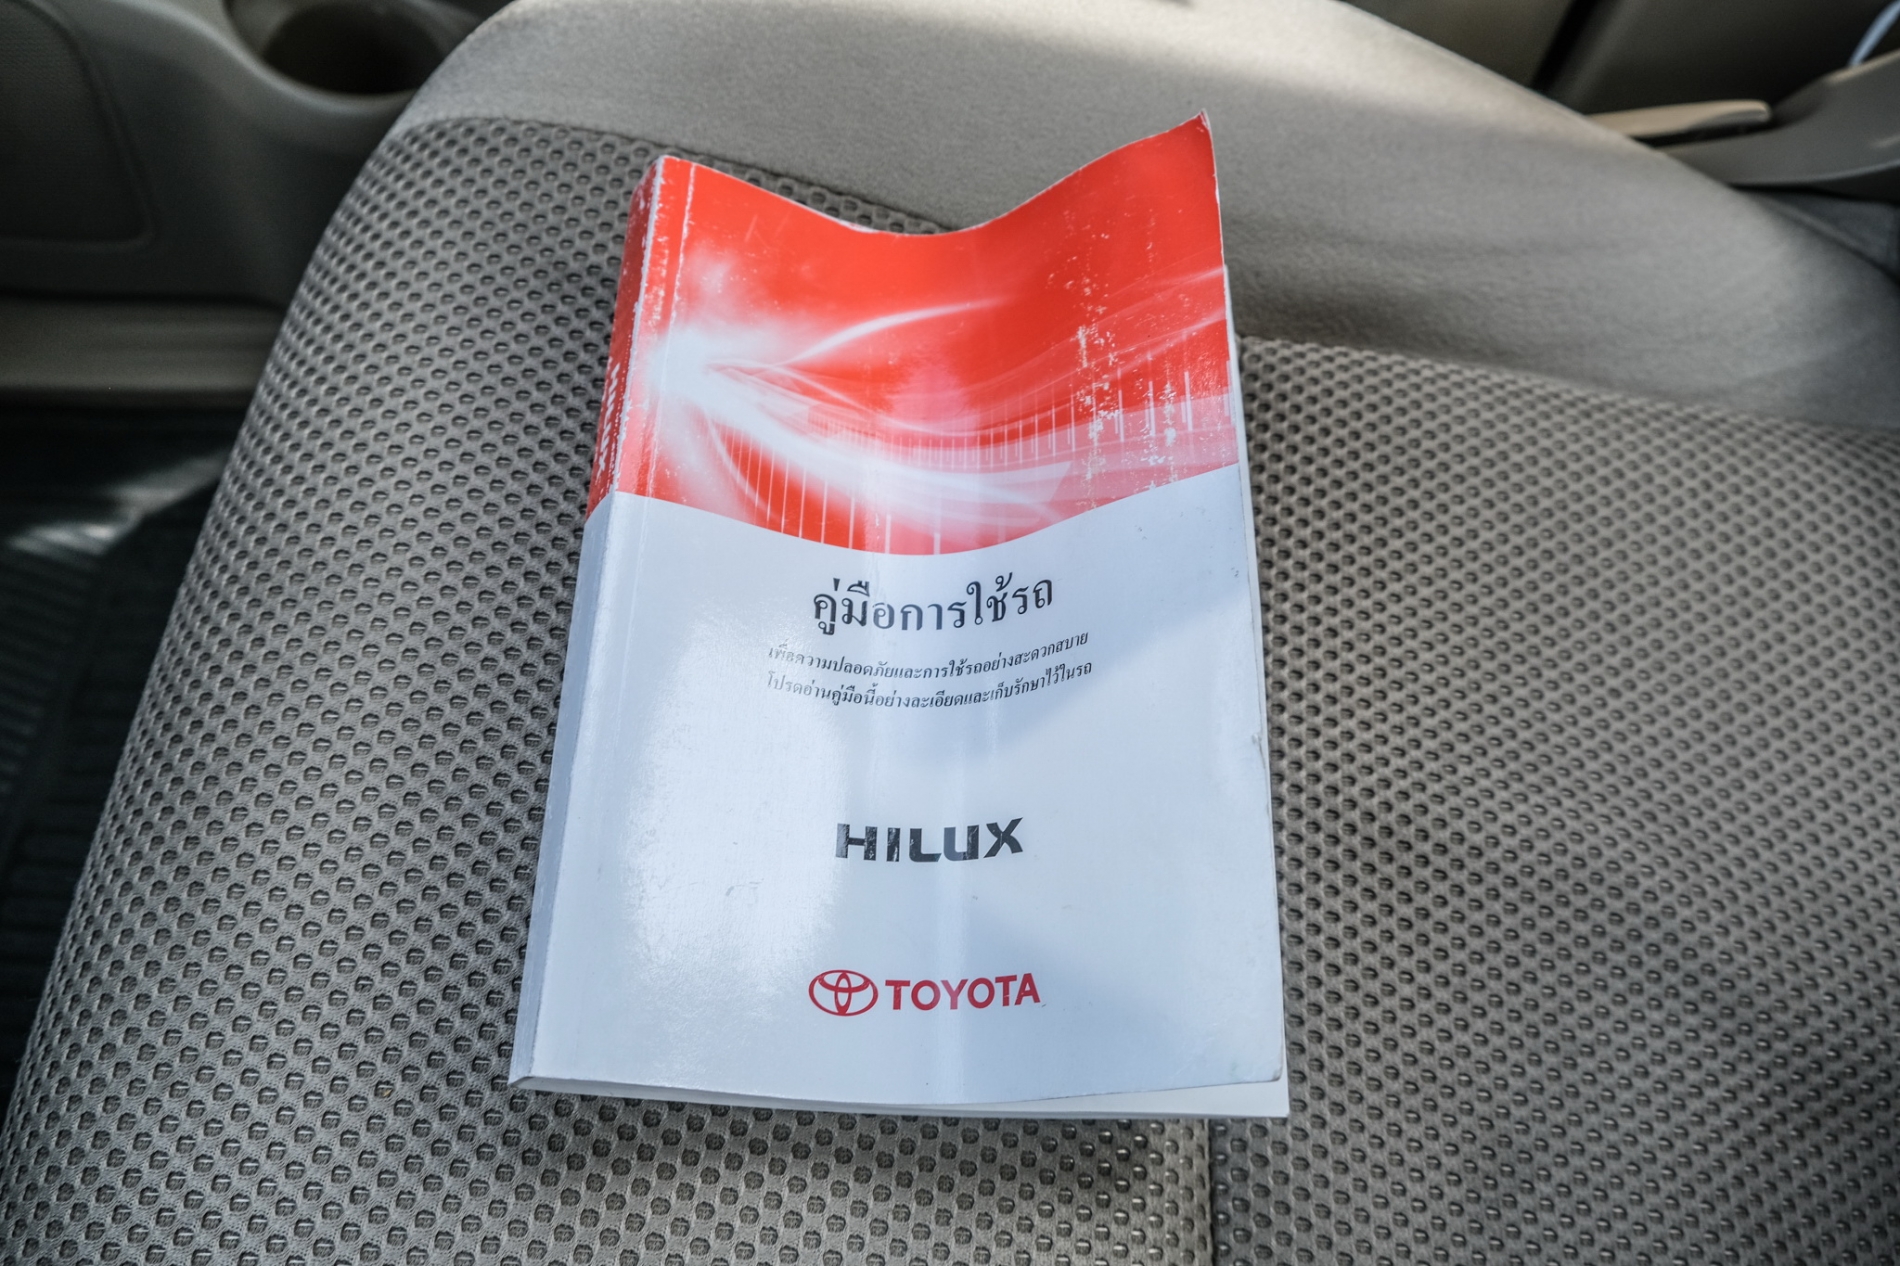 คู่มือการใช้รถ
เพื่อความปลอดภัยและการใช้รถอย่างสะดวกสบาย
โปรดอ่านคู่มือนี้อย่างละเอียดและเก็บรักษาไว้ในรถ
HILUX
TOYOTA
HILUX